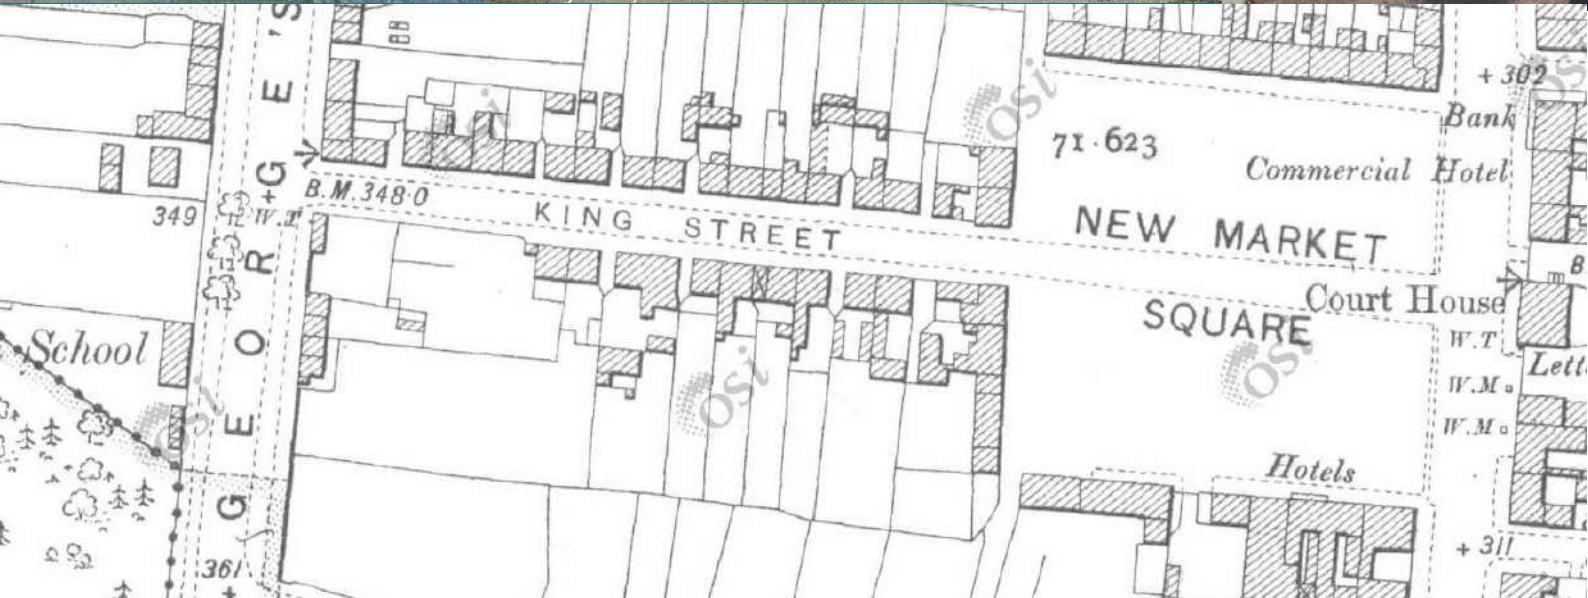 GEORGE'S
+302
Bank
Commercial Hotel
71·623
B.M.348·0
349
W.T
KING STREET
NEW MARKET
SQUARE
B
Court House
W.T
School
W.M
W.M
Hotels
+311
361
osi
osi
osi
osi
osi
osi